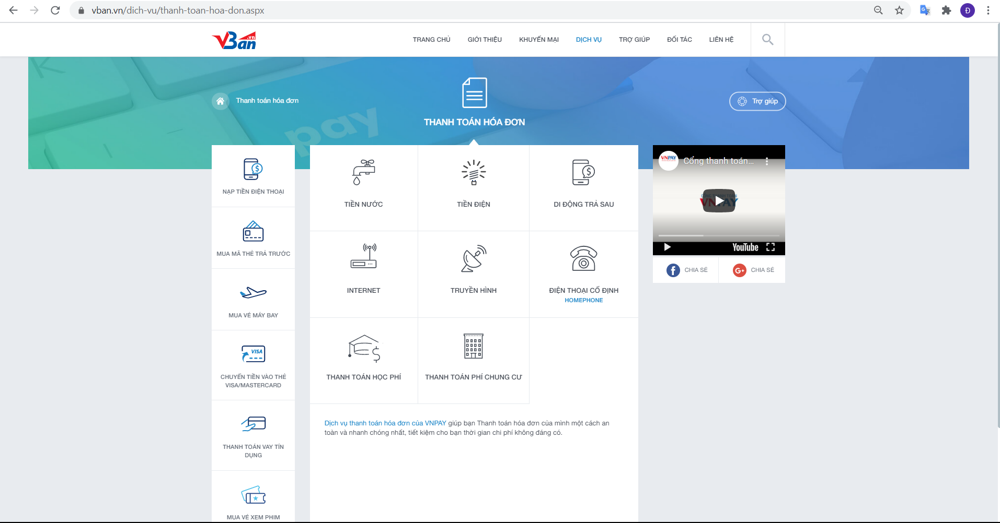 vban.vn/dich-vu/thanh-toan-hoa-don.aspx
Đ
vBan.vn
TRANG CHỦ
GIỚI THIỆU
KHUYẾN MẠI
DỊCH VỤ
TRỢ GIÚP
ĐỐI TÁC
LIÊN HỆ
pay
Thanh toán hóa đơn
THANH TOÁN HÓA ĐƠN
Trợ giúp
NẠP TIỀN ĐIỆN THOẠI
MUA MÃ THẺ TRẢ TRƯỚC
MUA VÉ MÁY BAY
VISA
CHUYỂN TIỀN VÀO THẺ
VISA/MASTERCARD
THANH TOÁN VAY TÍN
DỤNG
MUA VÉ XEM PHIM
TIỀN NƯỚC
TIỀN ĐIỆN
DI ĐỘNG TRẢ SAU
INTERNET
TRUYỀN HÌNH
ĐIỆN THOẠI CỐ ĐỊNH
HOMEPHONE
THANH TOÁN HỌC PHÍ
THANH TOÁN PHÍ CHUNG CƯ
Dịch vụ thanh toán hóa đơn của VNPAY giúp bạn Thanh toán hóa đơn của mình một cách an
toàn và nhanh chóng nhất, tiết kiệm cho bạn thời gian chi phí không đáng có.
VNPAY
Cổng thanh toán...
CỔNG THANH TOÁN
VNPAY
YouTube
CHIA SẺ
G+
CHIA SẺ